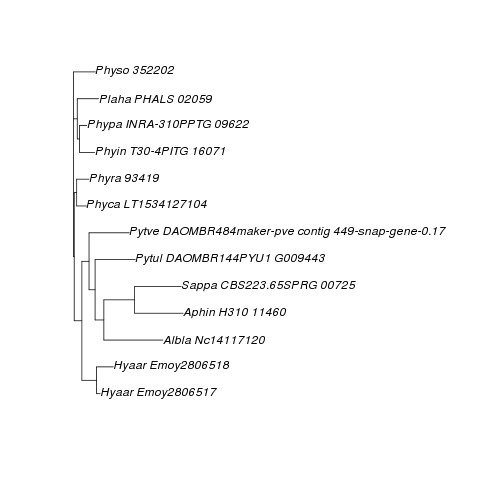 Physo 352202
Plaha PHALS 02059
Phypa INRA-310PPTG 09622
Phyin T30-4PITG 16071
Phyra 93419
Phyca LT1534127104
Pytve DAOMBR484maker-pve contig 449-snap-gene-0.17
Pytul DAOMBR144PYU1 G009443
Sappa CBS223.65SPRG 00725
Aphin H310 11460
Albla Nc14117120
Hyaar Emoy2806518
Hyaar Emoy2806517